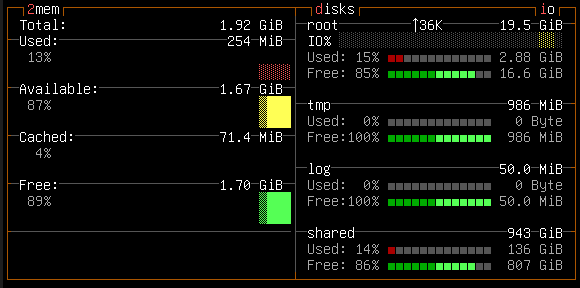 2mem
Total: 1.92 GiB
Used: 254 MiB
13%
Available: 1.67 GiB
87%
Cached: 71.4 MiB
4%
Free: 1.70 GiB
89%
disks io
root ↑36K 19.5 GiB
IO%
Used: 15% 2.88 GiB
Free: 85% 16.6 GiB
tmp 986 MiB
Used: 0% 0 Byte
Free:100% 986 MiB
log 50.0 MiB
Used: 0% 0 Byte
Free:100% 50.0 MiB
shared 943 GiB
Used: 14% 136 GiB
Free: 86% 807 GiB